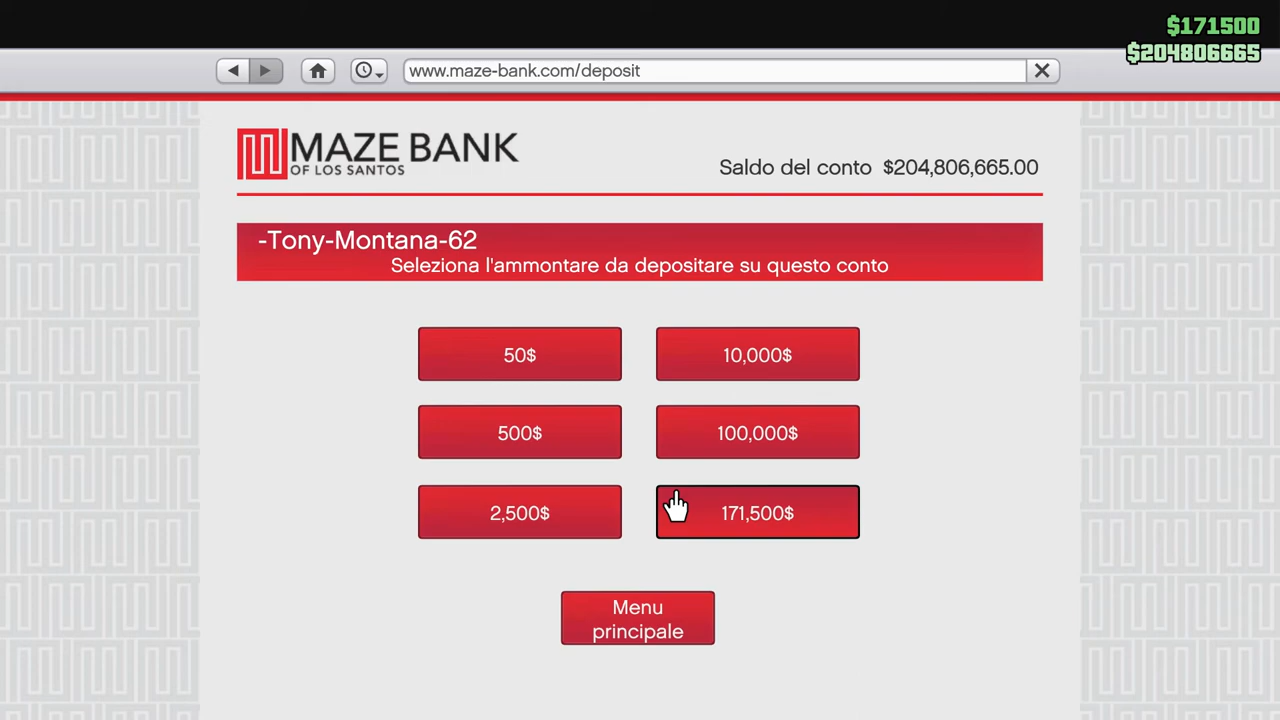 $171500
$204806665
www.maze-bank.com/deposit
MAZE BANK
OF LOS SANTOS
Saldo del conto $204,806,665.00
-Tony-Montana-62
Seleziona l'ammontare da depositare su questo conto
50$
10,000$
500$
100,000$
2,500$
171,500$
Menu
principale